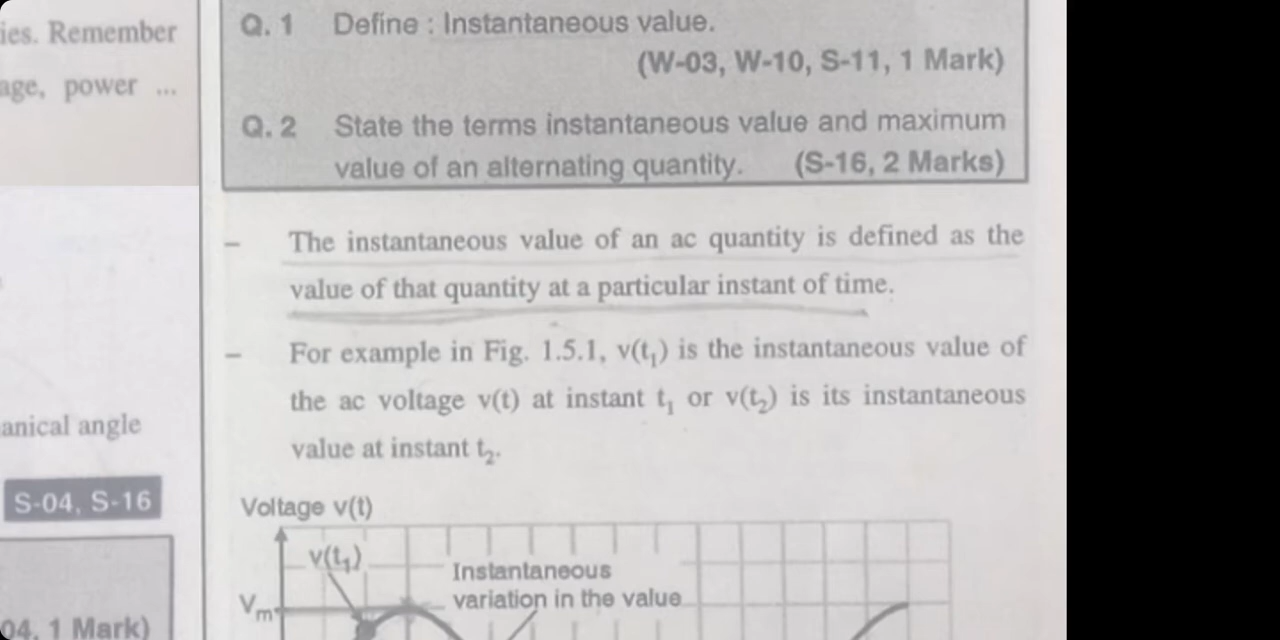 ies. Remember
age, power ...
anical angle
S-04, S-16
04, 1 Mark)
Q. 1 Define : Instantaneous value.
(W-03, W-10, S-11, 1 Mark)
Q. 2 State the terms instantaneous value and maximum
value of an alternating quantity. (S-16, 2 Marks)
– The instantaneous value of an ac quantity is defined as the
value of that quantity at a particular instant of time.
– For example in Fig. 1.5.1, v(t₁) is the instantaneous value of
the ac voltage v(t) at instant t₁ or v(t₂) is its instantaneous
value at instant t₂.
Voltage v(t)
v(t₁)
Instantaneous
variation in the value
Vm